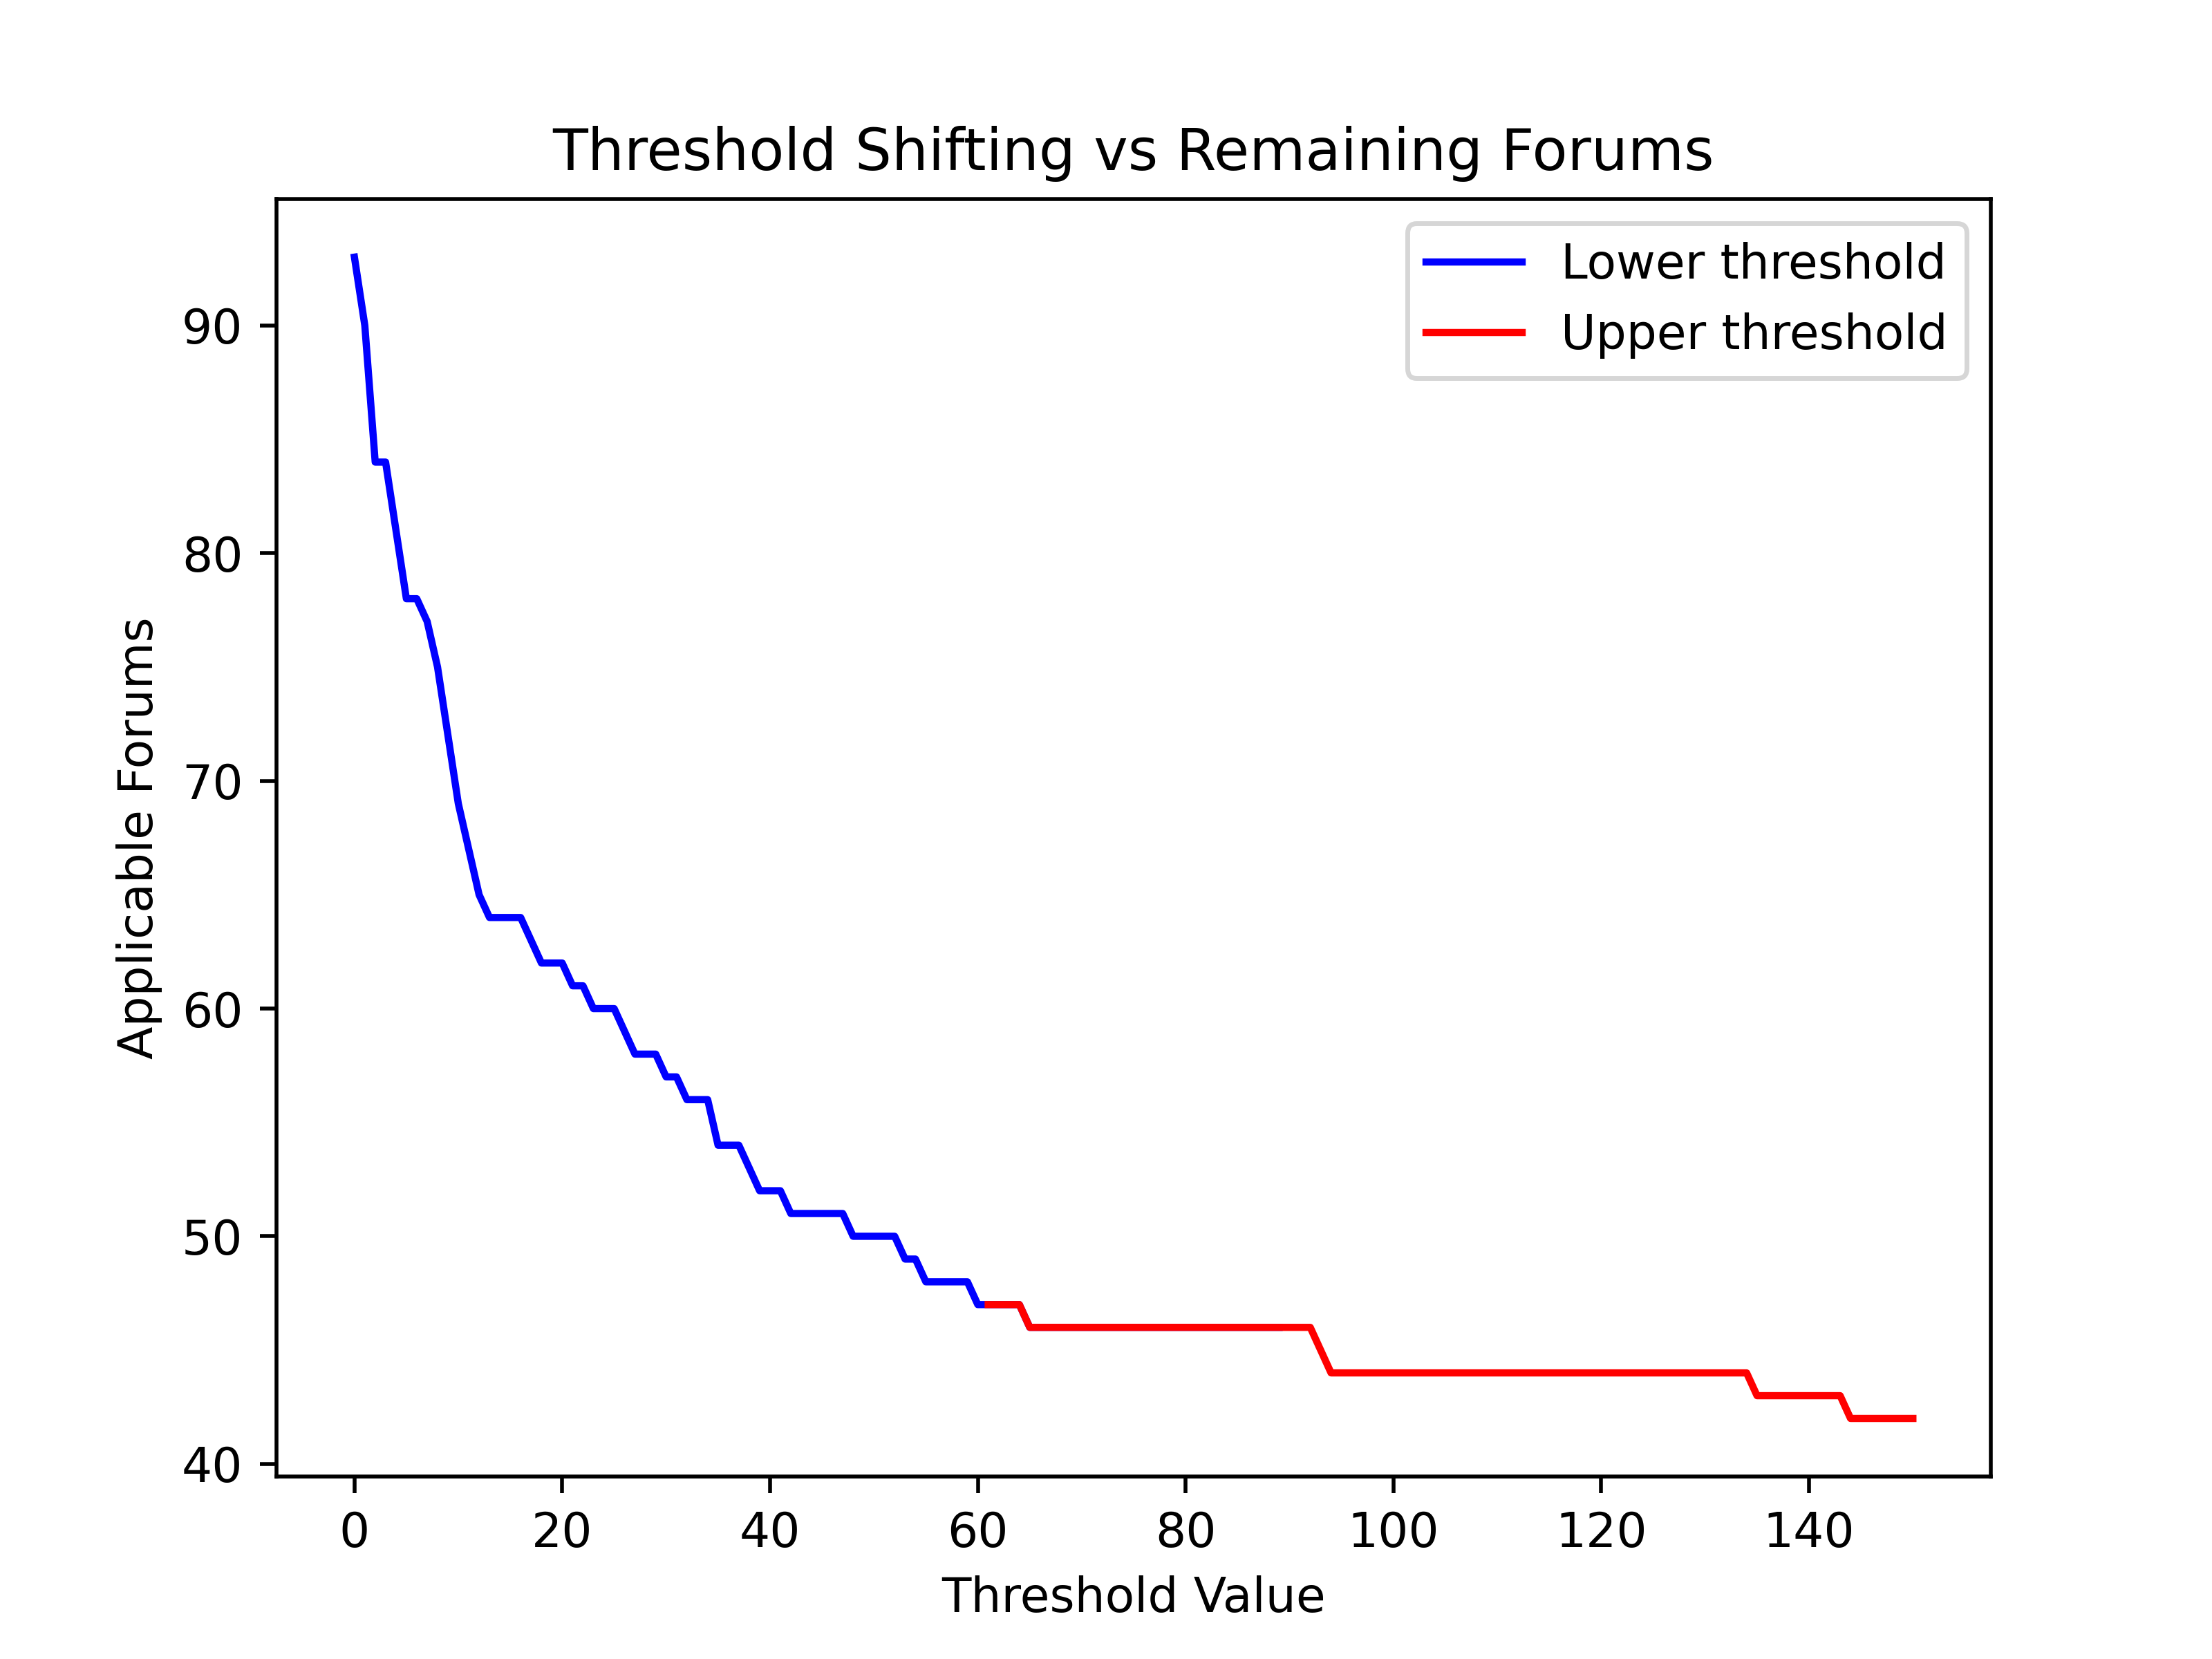 Threshold Shifting vs Remaining Forums
Lower threshold
Upper threshold
Applicable Forums
90
80
70
60
50
40
0 20 40 60 80 100 120 140
Threshold Value